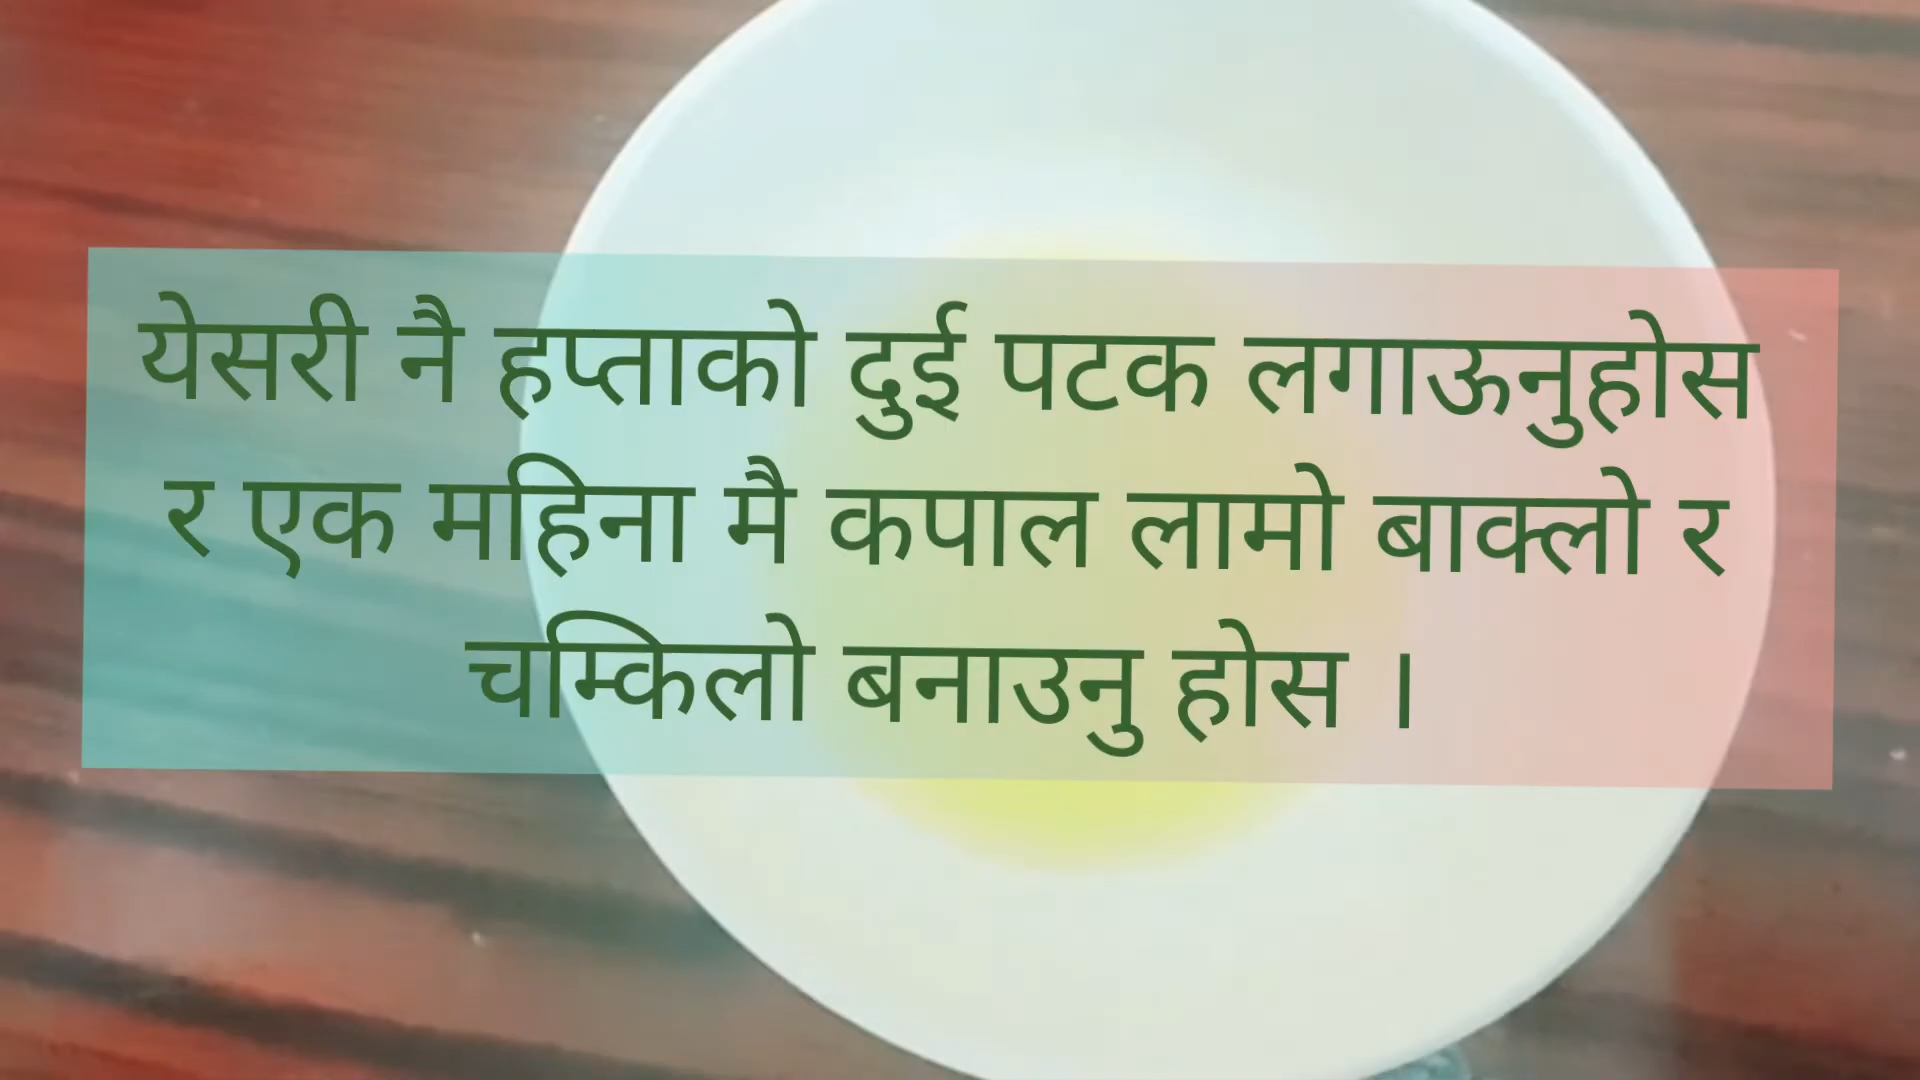 येसरी नै हप्ताको दुई पटक लगाऊनुहोस
र एक महिना मै कपाल लामो बाक्लो र
चम्किलो बनाउनु होस ।